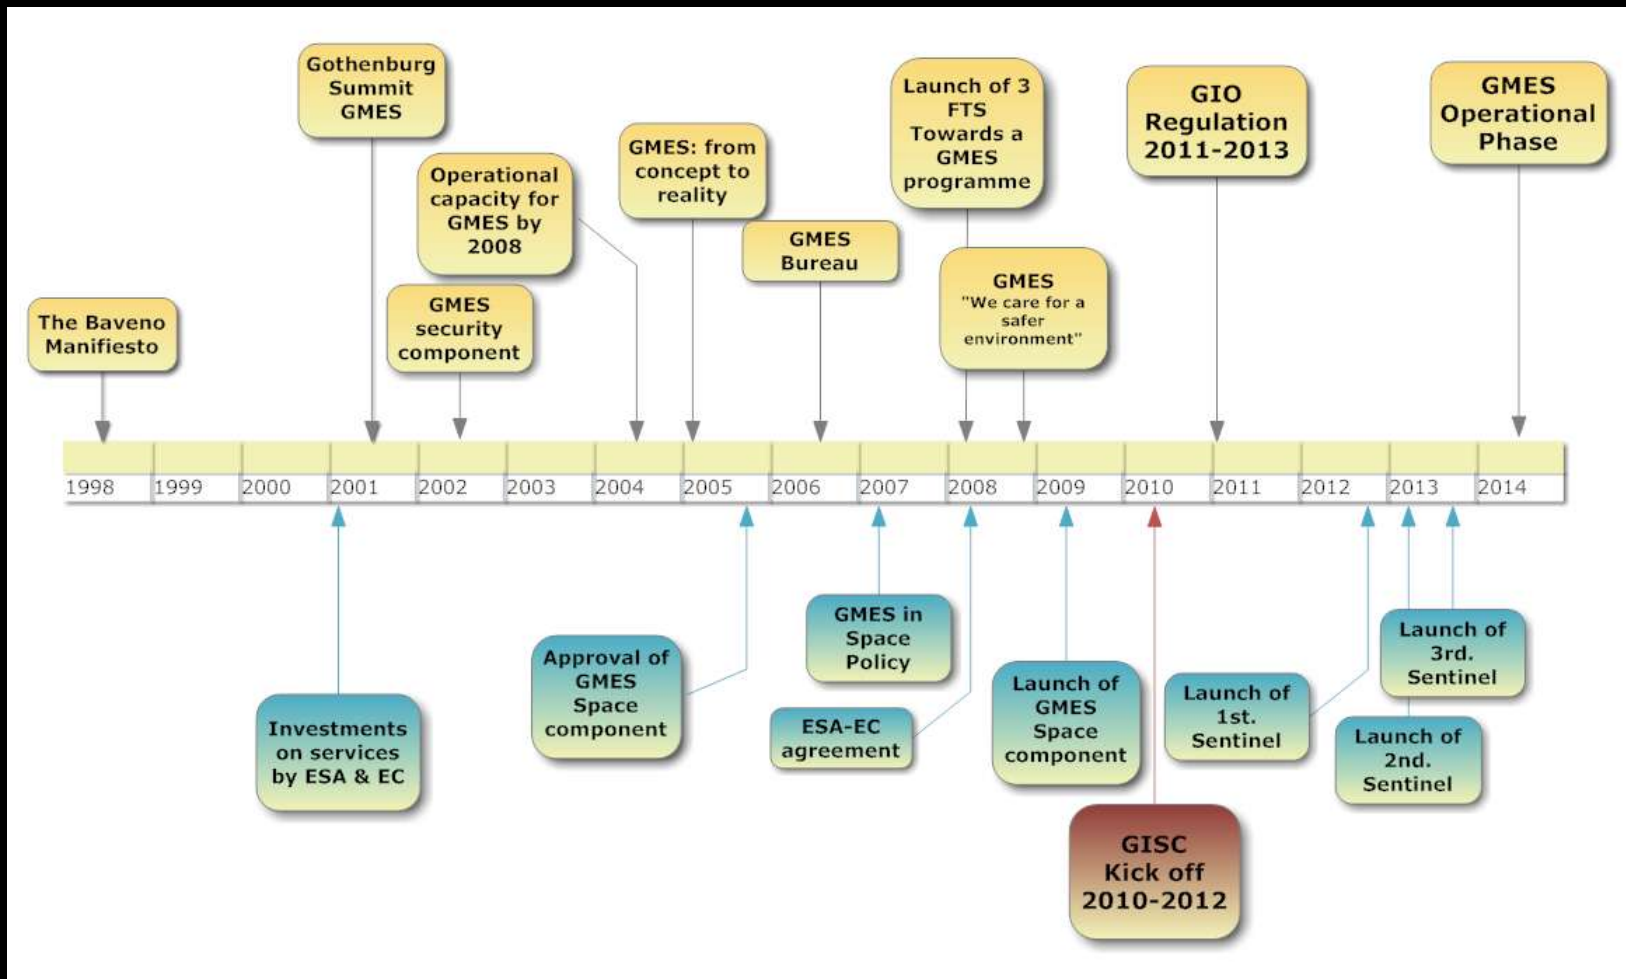 Gothenburg
Summit
GMES
Launch of 3
FTS
Towards a
GMES
programme
GIO
Regulation
2011-2013
GMES
Operational
Phase
GMES: from
concept to
reality
Operational
capacity for
GMES by
2008
GMES
Bureau
GMES
"We care for a
safer
environment"
GMES
security
component
The Baveno
Manifiesto
1998 1999 2000 2001 2002 2003 2004 2005 2006 2007 2008 2009 2010 2011 2012 2013 2014
Investments
on services
by ESA & EC
Approval of
GMES
Space
component
GMES in
Space
Policy
ESA-EC
agreement
Launch of
GMES
Space
component
Launch of
1st.
Sentinel
Launch of
3rd.
Sentinel
Launch of
2nd.
Sentinel
GISC
Kick off
2010-2012